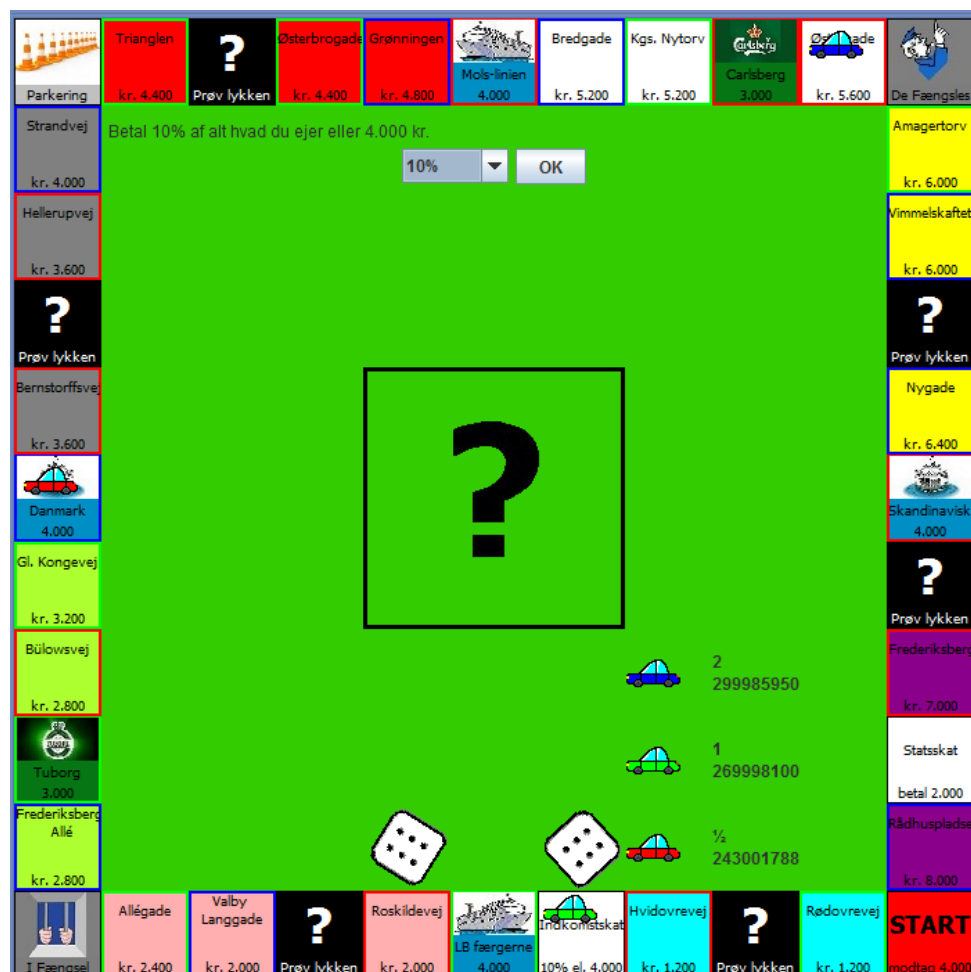 Parkering
Trianglen
kr. 4.400
?
Prøv lykken
Østerbrogade
kr. 4.400
Grønningen
kr. 4.800
Mols-linien
4.000
Bredgade
kr. 5.200
Kgs. Nytorv
kr. 5.200
Carlsberg
Carlsberg
3.000
kr. 5.600
De Fængsles
Strandvej
kr. 4.000
Betal 10% af alt hvad du ejer eller 4.000 kr.
10%
OK
Amagertorv
kr. 6.000
Hellerupvej
kr. 3.600
Vimmelskaftet
kr. 6.000
?
Prøv lykken
?
Prøv lykken
Bernstorffsvej
kr. 3.600
?
Nygade
kr. 6.400
Danmark
4.000
Skandinavisk
4.000
Gl. Kongevej
kr. 3.200
?
Prøv lykken
Bülowsvej
kr. 2.800
2
299985950
Frederiksberg
kr. 7.000
Tuborg
3.000
1
269998100
Statsskat
betal 2.000
Frederiksberg
Allé
kr. 2.800
½
243001788
Rådhuspladse
kr. 8.000
I Fængsel
Allégade
kr. 2.400
Valby
Langgade
kr. 2.000
?
Prøv lykken
Roskildevej
kr. 2.000
LB færgerne
4.000
Indkomstskat
10% el. 4.000
Hvidovrevej
kr. 1.200
?
Prøv lykken
Rødovrevej
kr. 1.200
START
modtag 4.000